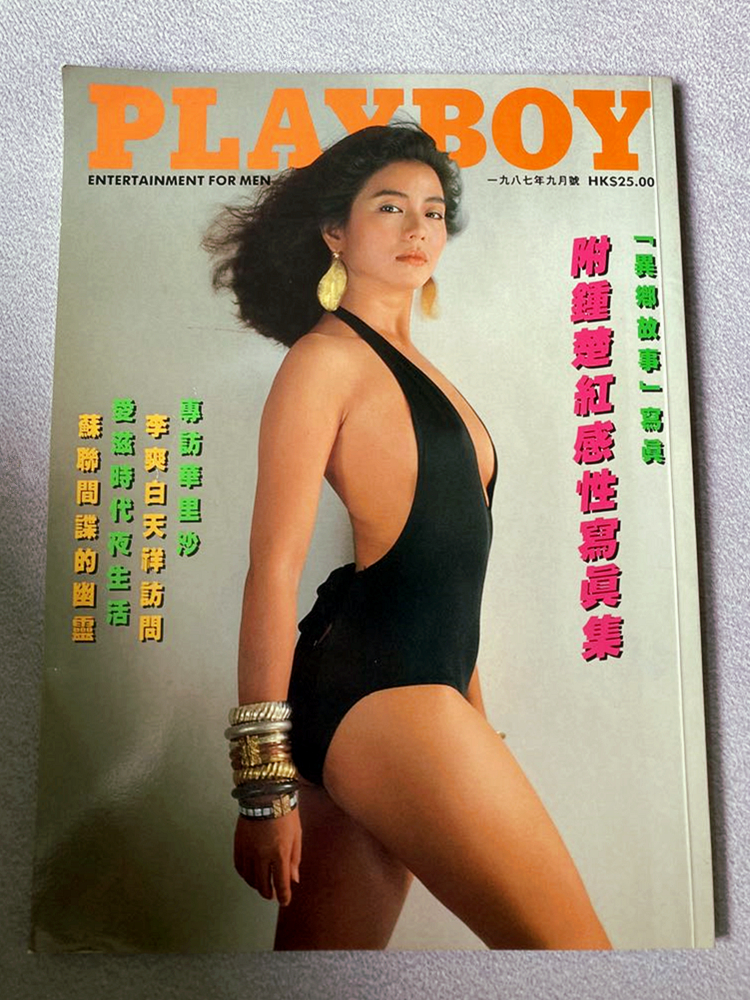 PLAYBOY
ENTERTAINMENT FOR MEN
一九八七年九月號 HK$25.00
「異鄉故事」寫眞
附鍾楚紅感性寫眞集
專訪華里沙
李爽白天祥訪問
愛滋時代夜生活
蘇聯間諜的幽靈